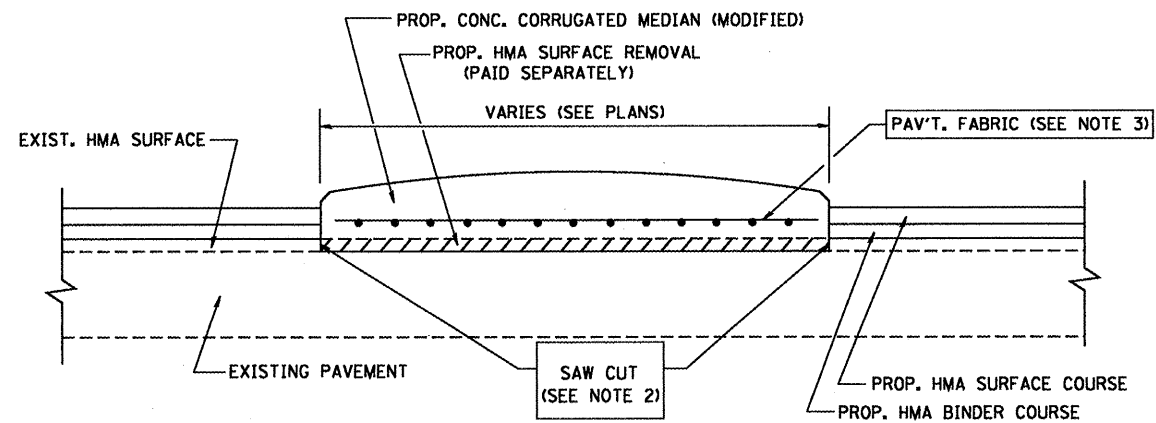 PROP. CONC. CORRUGATED MEDIAN (MODIFIED)
PROP. HMA SURFACE REMOVAL
(PAID SEPARATELY)
VARIES (SEE PLANS)
PAV'T. FABRIC (SEE NOTE 3)
EXIST. HMA SURFACE
EXISTING PAVEMENT
SAW CUT
(SEE NOTE 2)
PROP. HMA SURFACE COURSE
PROP. HMA BINDER COURSE